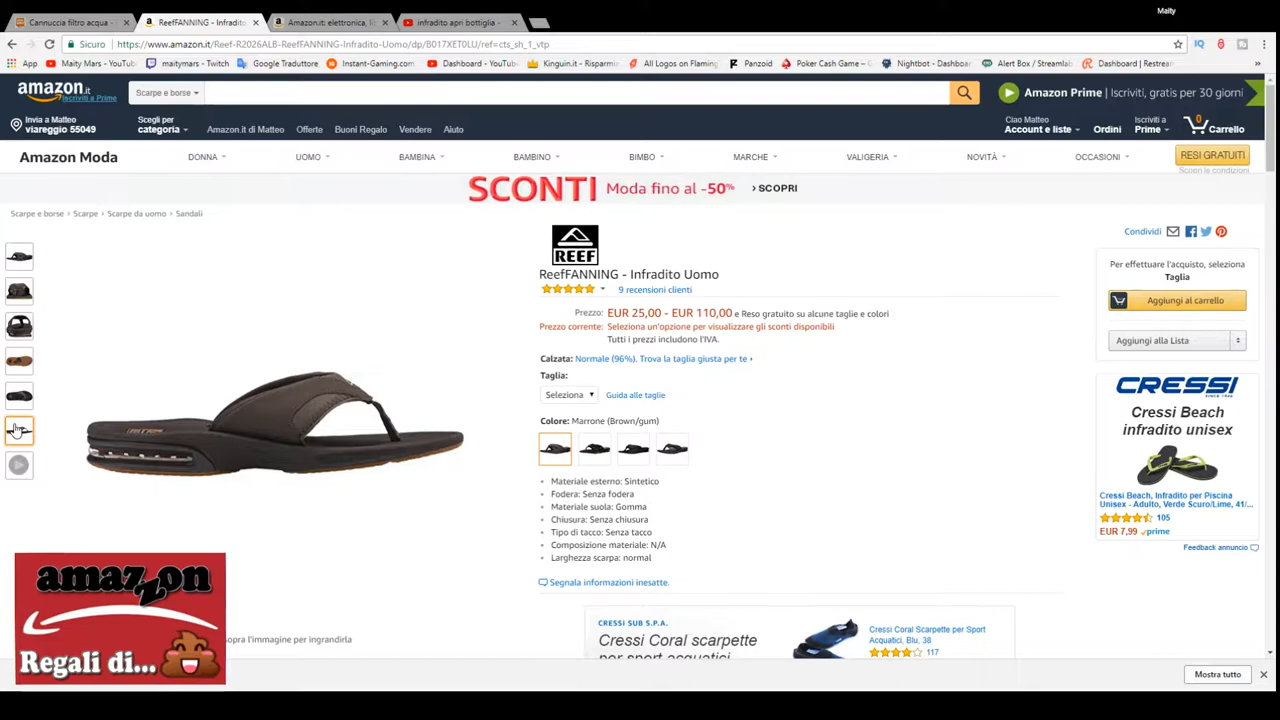 Maity
Cannuccia filtro acqua -
ReefFANNING - Infradito
Amazon.it: elettronica, li
infradito apri bottiglia -
Sicuro
https://www.amazon.it/Reef-R2026ALB-ReefFANNING-Infradito-Uomo/dp/B017XET0LU/ref=cts_sh_1_vtp
App
Maity Mars - YouTub
maitymars - Twitch
Google Traduttore
Instant-Gaming.com
Dashboard - YouTub
Kinguin.it - Risparmi
All Logos on Flaming
Panzoid
Poker Cash Game –
Nightbot - Dashboar
Alert Box / Streamlab
Dashboard | Restrea
amazon.it
Iscriviti a Prime
Scarpe e borse
Amazon Prime | Iscriviti, gratis per 30 giorni
Invia a Matteo
viareggio 55049
Scegli per
categoria
Amazon.it di Matteo
Offerte
Buoni Regalo
Vendere
Aiuto
Ciao Matteo
Account e liste
Ordini
Iscriviti a
Prime
0
Carrello
Amazon Moda
DONNA
UOMO
BAMBINA
BAMBINO
BIMBO
MARCHE
VALIGERIA
NOVITÀ
OCCASIONI
RESI GRATUITI
Scopri le condizioni
SCONTI Moda fino al -50% › SCOPRI
Scarpe e borse › Scarpe › Scarpe da uomo › Sandali
REEF
ReefFANNING - Infradito Uomo
9 recensioni clienti
Prezzo: EUR 25,00 - EUR 110,00 e Reso gratuito su alcune taglie e colori
Prezzo corrente: Seleziona un'opzione per visualizzare gli sconti disponibili
Tutti i prezzi includono l'IVA.
Calzata: Normale (96%). Trova la taglia giusta per te ›
Taglia:
Seleziona
Guida alle taglie
Colore: Marrone (Brown/gum)
• Materiale esterno: Sintetico
• Fodera: Senza fodera
• Materiale suola: Gomma
• Chiusura: Senza chiusura
• Tipo di tacco: Senza tacco
• Composizione materiale: N/A
• Larghezza scarpa: normal
Segnala informazioni inesatte.
Condividi
Per effettuare l'acquisto, seleziona
Taglia
Aggiungi al carrello
Aggiungi alla Lista
CRESSI
SINCE 1946
Cressi Beach
infradito unisex
Cressi Beach, Infradito per Piscina
Unisex - Adulto, Verde Scuro/Lime, 41/...
105
EUR 7,99 prime
Feedback annuncio
CRESSI SUB S.P.A.
Cressi Coral scarpette
per sport acquatici
Cressi Coral Scarpette per Sport
Acquatici, Blu, 38
117
amazzon
Regali di...
sopra l'immagine per ingrandirla
Mostra tutto